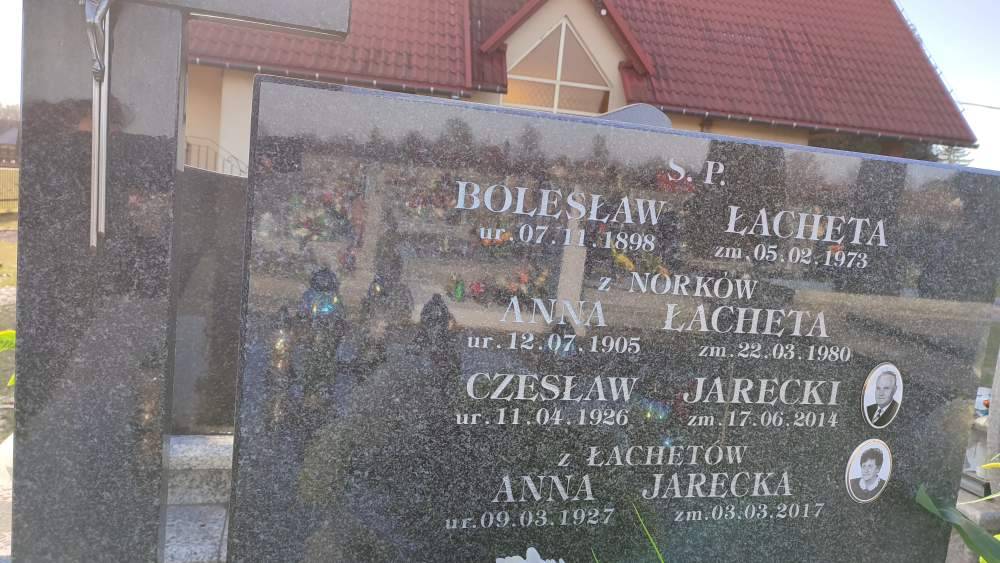 S. P.
BOLESŁAW ŁACHETA
ur. 07.11.1898 zm. 05.02.1973
z NORKÓW
ANNA ŁACHETA
ur. 12.07.1905 zm. 22.03.1980
CZESŁAW JARECKI
ur. 11.04.1926 zm. 17.06.2014
z ŁACHETÓW
ANNA JARECKA
ur. 09.03.1927 zm. 03.03.2017